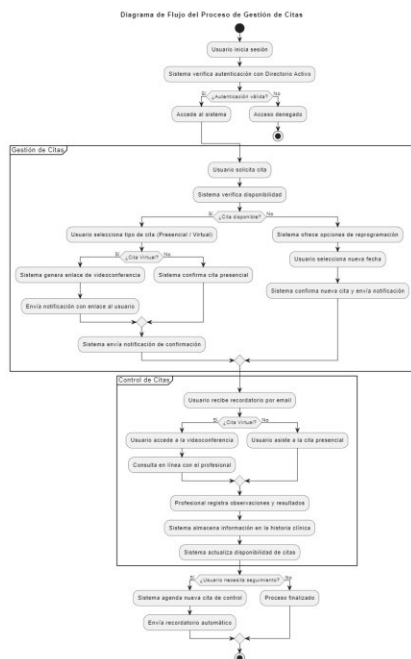 Diagrama de Flujo del Proceso de Gestión de Citas
Usuario inicia sesión
Sistema verifica autenticación con Directorio Activo
Sí
¿Autenticación válida?
No
Accede al sistema
Acceso denegado
Gestión de Citas
Usuario solicita cita
Sistema verifica disponibilidad
Sí
¿Cita disponible?
No
Usuario selecciona tipo de cita (Presencial / Virtual)
Sistema ofrece opciones de reprogramación
Sí
¿Cita Virtual?
No
Usuario selecciona nueva fecha
Sistema genera enlace de videoconferencia
Sistema confirma cita presencial
Sistema confirma nueva cita y envía notificación
Envía notificación con enlace al usuario
Sistema envía notificación de confirmación
Control de Citas
Usuario recibe recordatorio por email
Sí
¿Cita Virtual?
No
Usuario accede a la videoconferencia
Usuario asiste a la cita presencial
Consulta en línea con el profesional
Profesional registra observaciones y resultados
Sistema almacena información en la historia clínica
Sistema actualiza disponibilidad de citas
Sí
¿Usuario necesita seguimiento?
No
Sistema agenda nueva cita de control
Proceso finalizado
Envía recordatorio automático